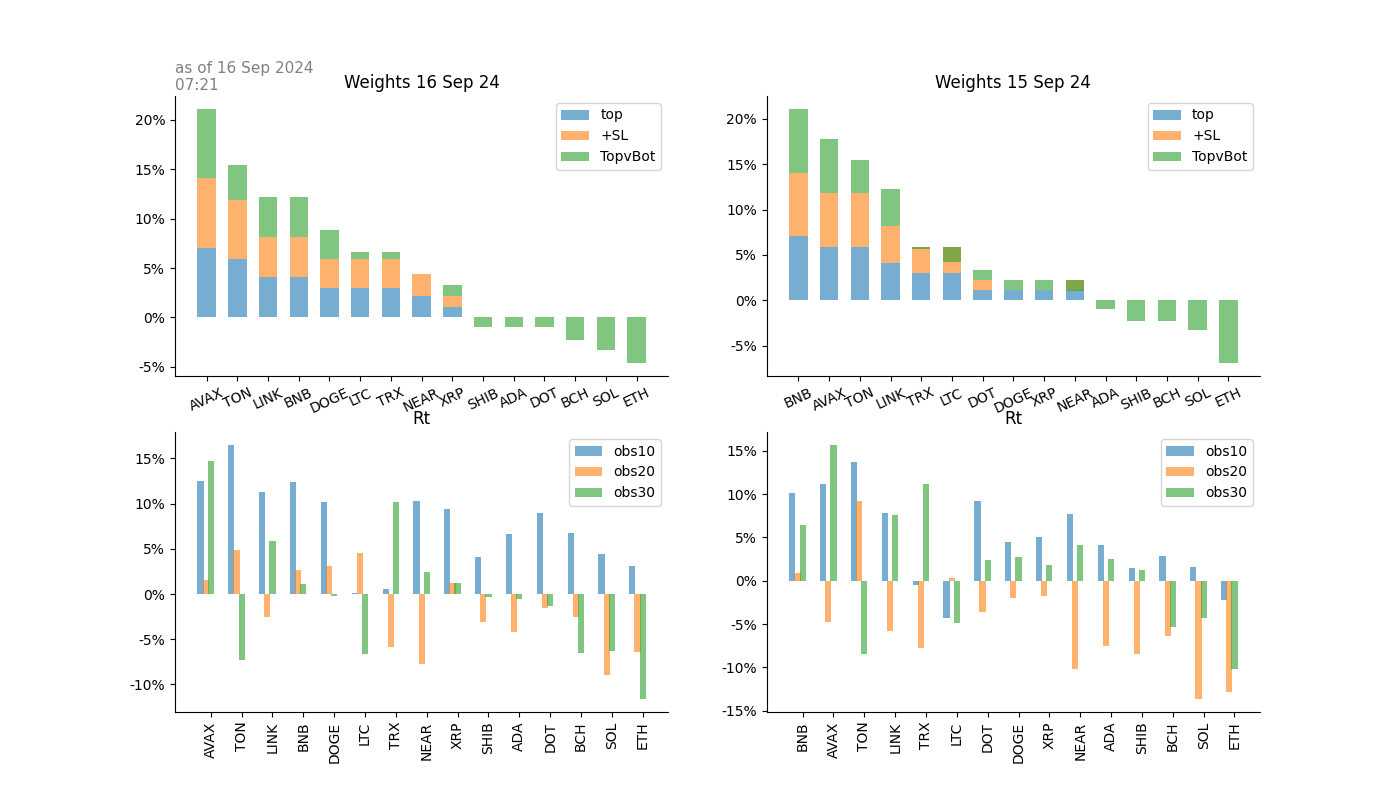 as of 16 Sep 2024
07:21
Weights 16 Sep 24
20%
15%
10%
5%
0%
-5%
top
+SL
TopvBot
AVAX TON LINK BNB DOGE LTC TRX NEAR XRP SHIB ADA DOT BCH SOL ETH
Weights 15 Sep 24
20%
15%
10%
5%
0%
-5%
top
+SL
TopvBot
BNB AVAX TON LINK TRX LTC DOT DOGE XRP NEAR ADA SHIB BCH SOL ETH
Rt
15%
10%
5%
0%
-5%
-10%
obs10
obs20
obs30
AVAX TON LINK BNB DOGE LTC TRX NEAR XRP SHIB ADA DOT BCH SOL ETH
Rt
15%
10%
5%
0%
-5%
-10%
-15%
obs10
obs20
obs30
BNB AVAX TON LINK TRX LTC DOT DOGE XRP NEAR ADA SHIB BCH SOL ETH